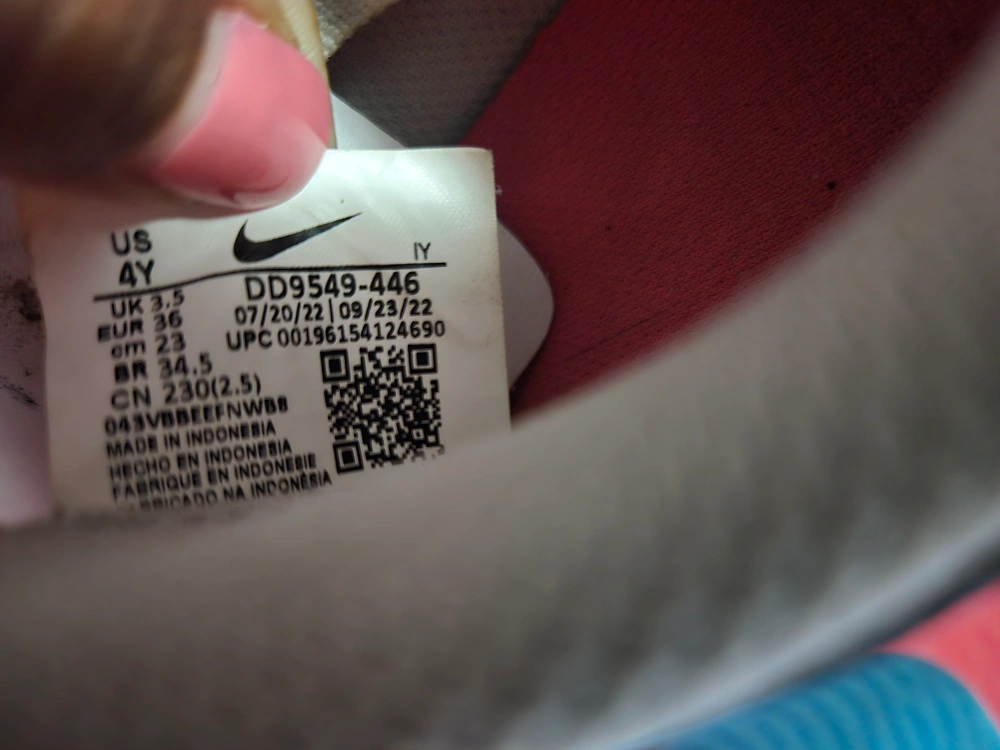 US
4Y
IY
UK 3.5
EUR 36
cm 23
BR 34.5
CN 230(2.5)
DD9549-446
07/20/22 | 09/23/22
UPC 00196154124690
043VBBEEFNWB8
MADE IN INDONESIA
HECHO EN INDONESIA
FABRIQUE EN INDONESIE
FABRICADO NA INDONÉSIA